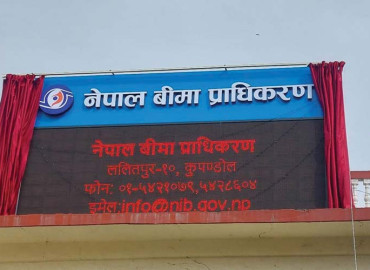 नेपाल बीमा प्राधिकरण
नेपाल बीमा प्राधिकरण
ललितपुर-१०, कुपण्डोल
फोन: ०१-५४२१०७९,५४२८६०४
इमेल:info@nib.gov.np